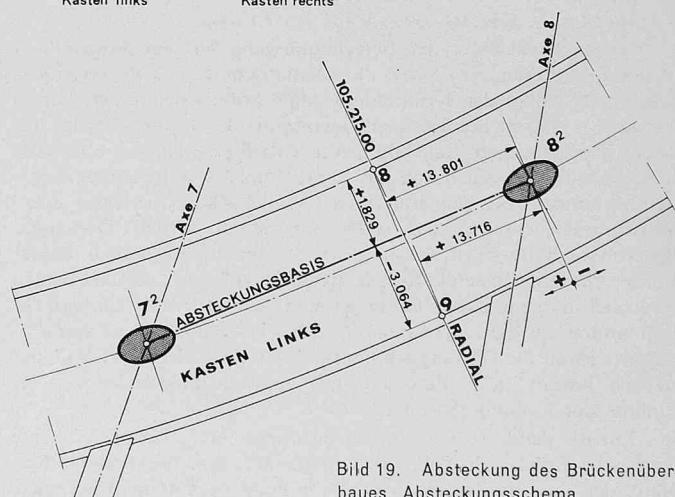 Kasten links
Kasten rechts
Axe 8
105.215.00
8
8²
+ 13.801
Axe 7
+1.829
+ 13.716
ABSTECKUNGSBASIS
− 3.064
+ −
7²
9
KASTEN LINKS
RADIAL
Bild 19. Absteckung des Brückenüber
baues, Absteckungsschema